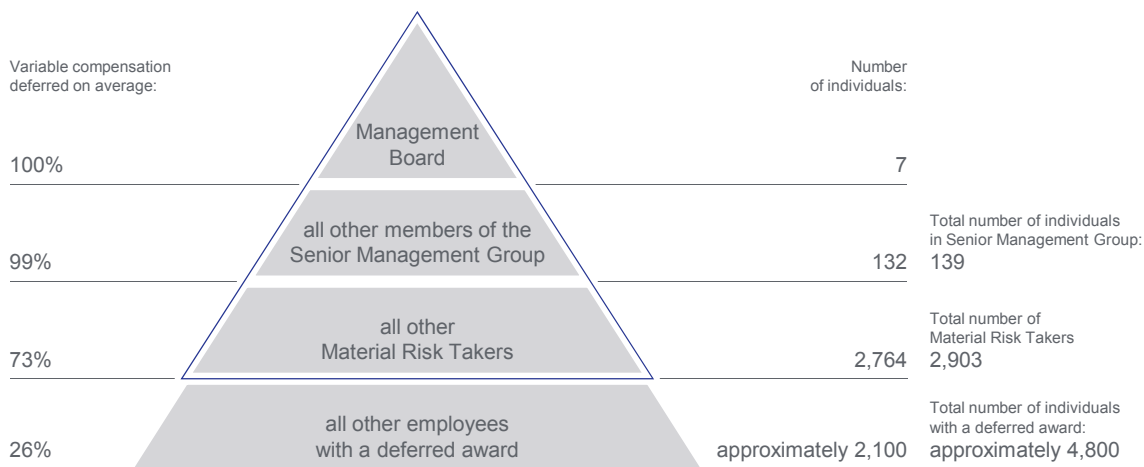 Variable compensation
deferred on average:
Number
of individuals:
Management
Board
100%
7
all other members of the
Senior Management Group
99%
132
Total number of individuals
in Senior Management Group:
139
all other
Material Risk Takers
73%
2,764
Total number of
Material Risk Takers
2,903
all other employees
with a deferred award
26%
approximately 2,100
Total number of individuals
with a deferred award:
approximately 4,800